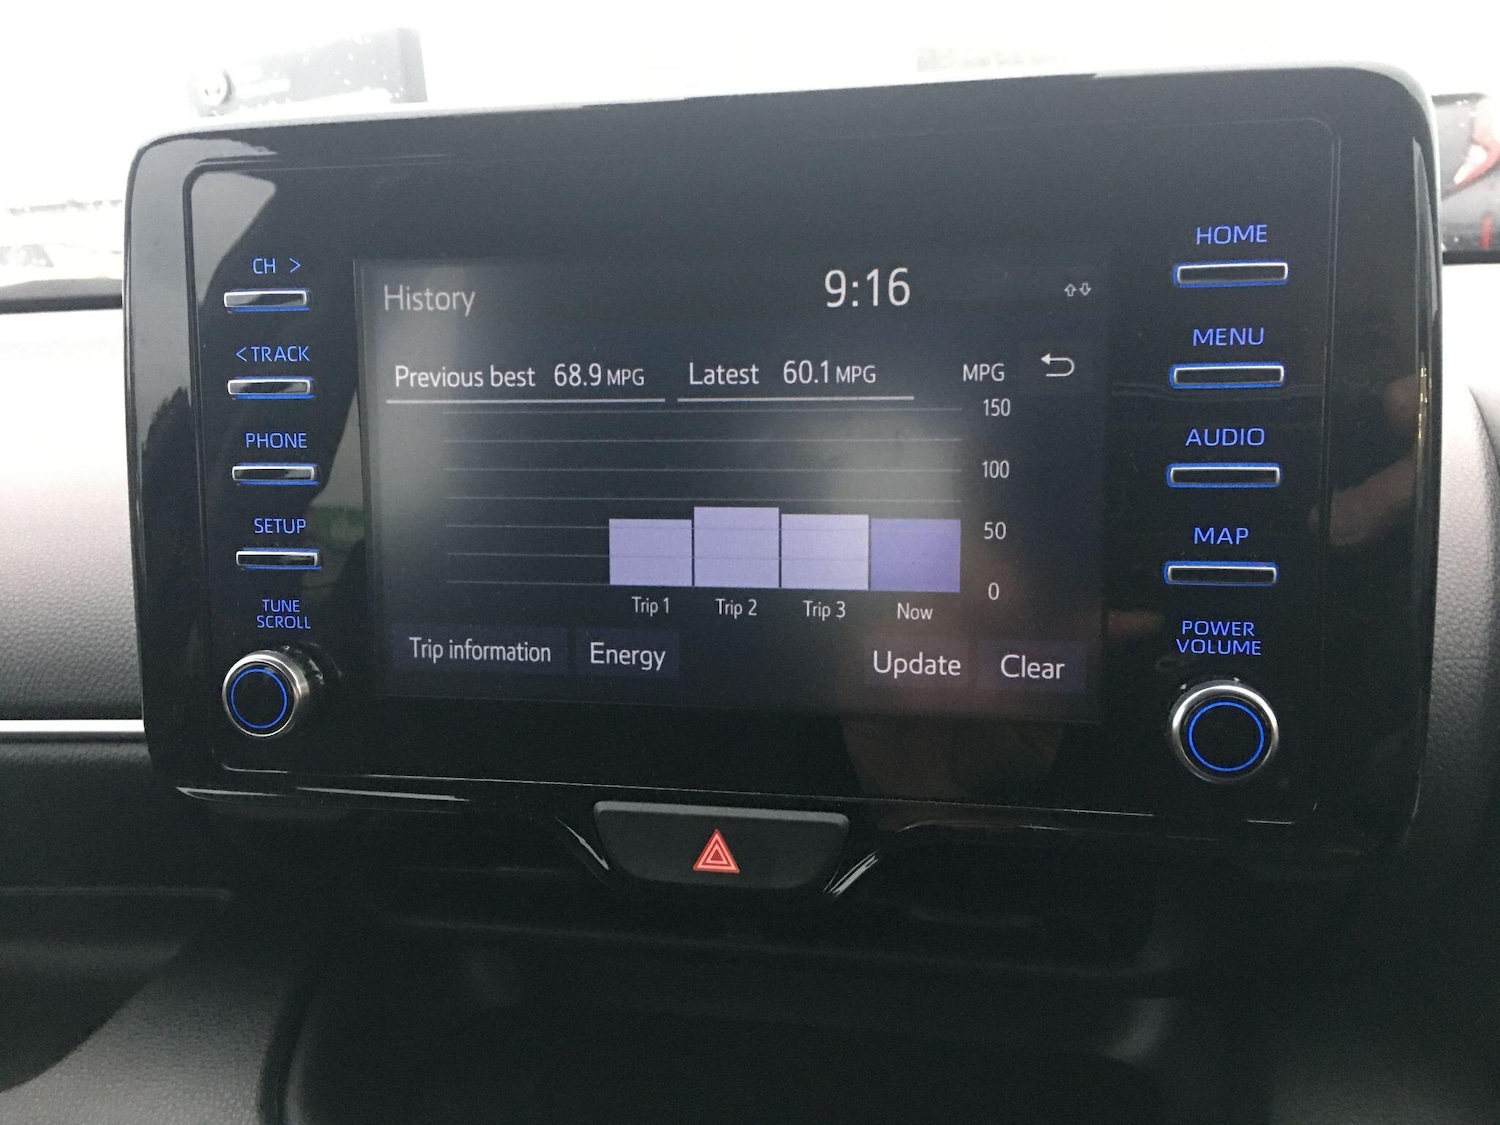 CH >
< TRACK
PHONE
SETUP
TUNE
SCROLL
History
9:16
Previous best 68.9 MPG
Latest 60.1 MPG
MPG
150
100
50
0
Trip 1
Trip 2
Trip 3
Now
Trip information
Energy
Update
Clear
HOME
MENU
AUDIO
MAP
POWER
VOLUME